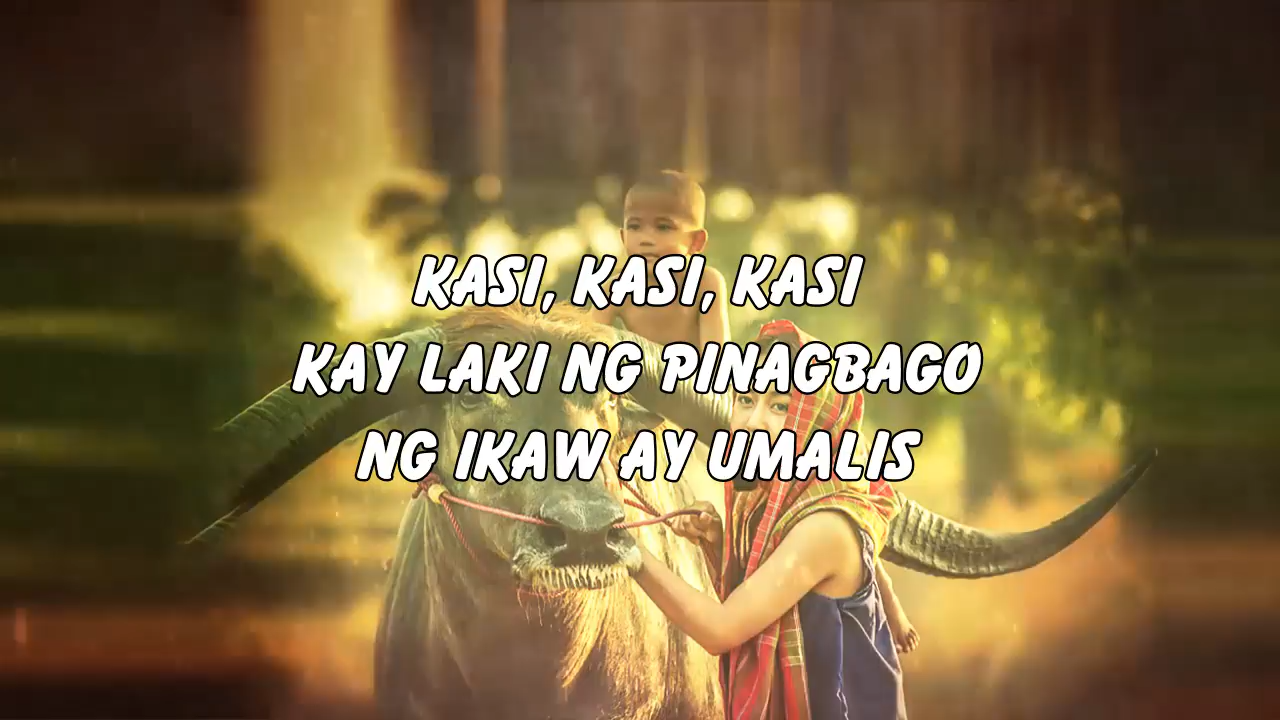 KASI, KASI, KASI
KAY LAKI NG PINAGBAGO
NG IKAW AY UMALIS